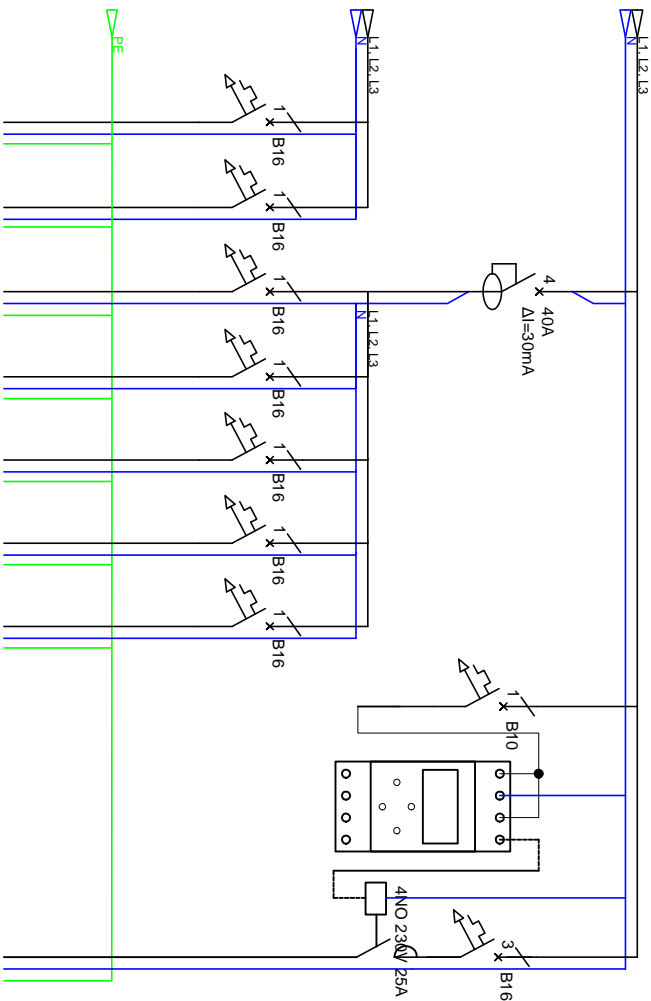 PE
N
L1, L2, L3
N
L1, L2, L3
1
B16
1
B16
1
B16
4
40A
ΔI=30mA
N
L1, L2, L3
1
B16
1
B16
1
B16
1
B16
1
B10
4NO 230V 25A
3
B16